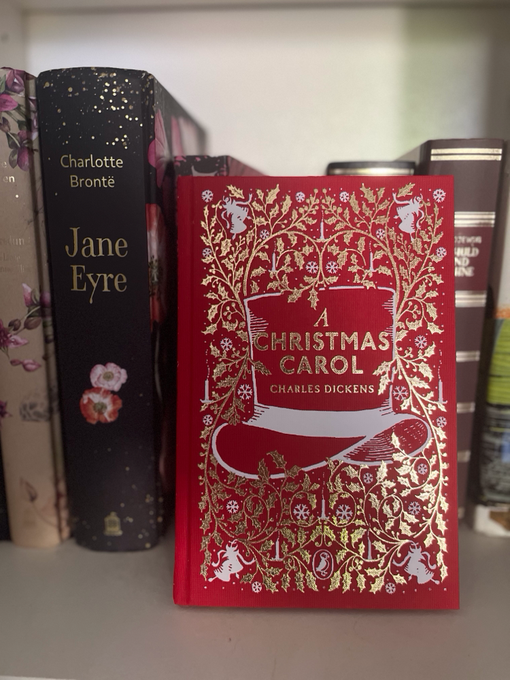 Charlotte
Brontë
Jane
Eyre
A
CHRISTMAS
CAROL
CHARLES DICKENS